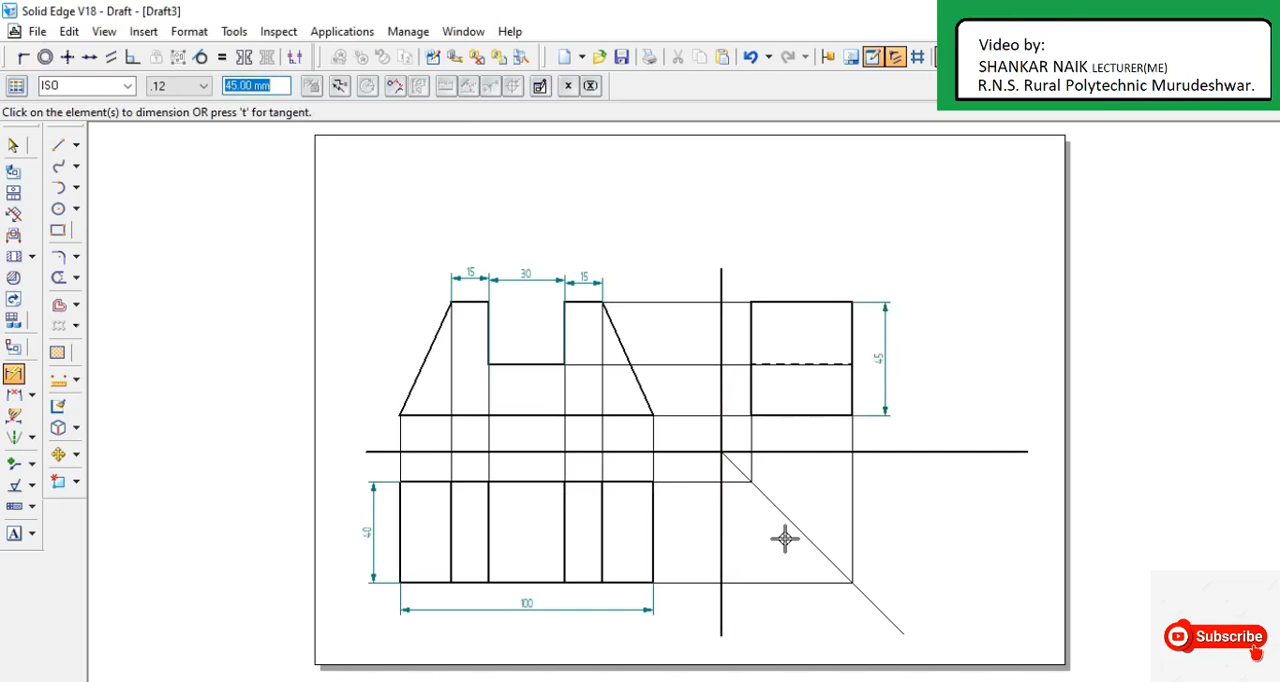 Solid Edge V18 - Draft - [Draft3]
File Edit View Insert Format Tools Inspect Applications Manage Window Help
ISO .12 45.00 mm
Click on the element(s) to dimension OR press 't' for tangent.
Video by:
SHANKAR NAIK LECTURER(ME)
R.N.S. Rural Polytechnic Murudeshwar.
15 30 15
45
40
100
A
Subscribe